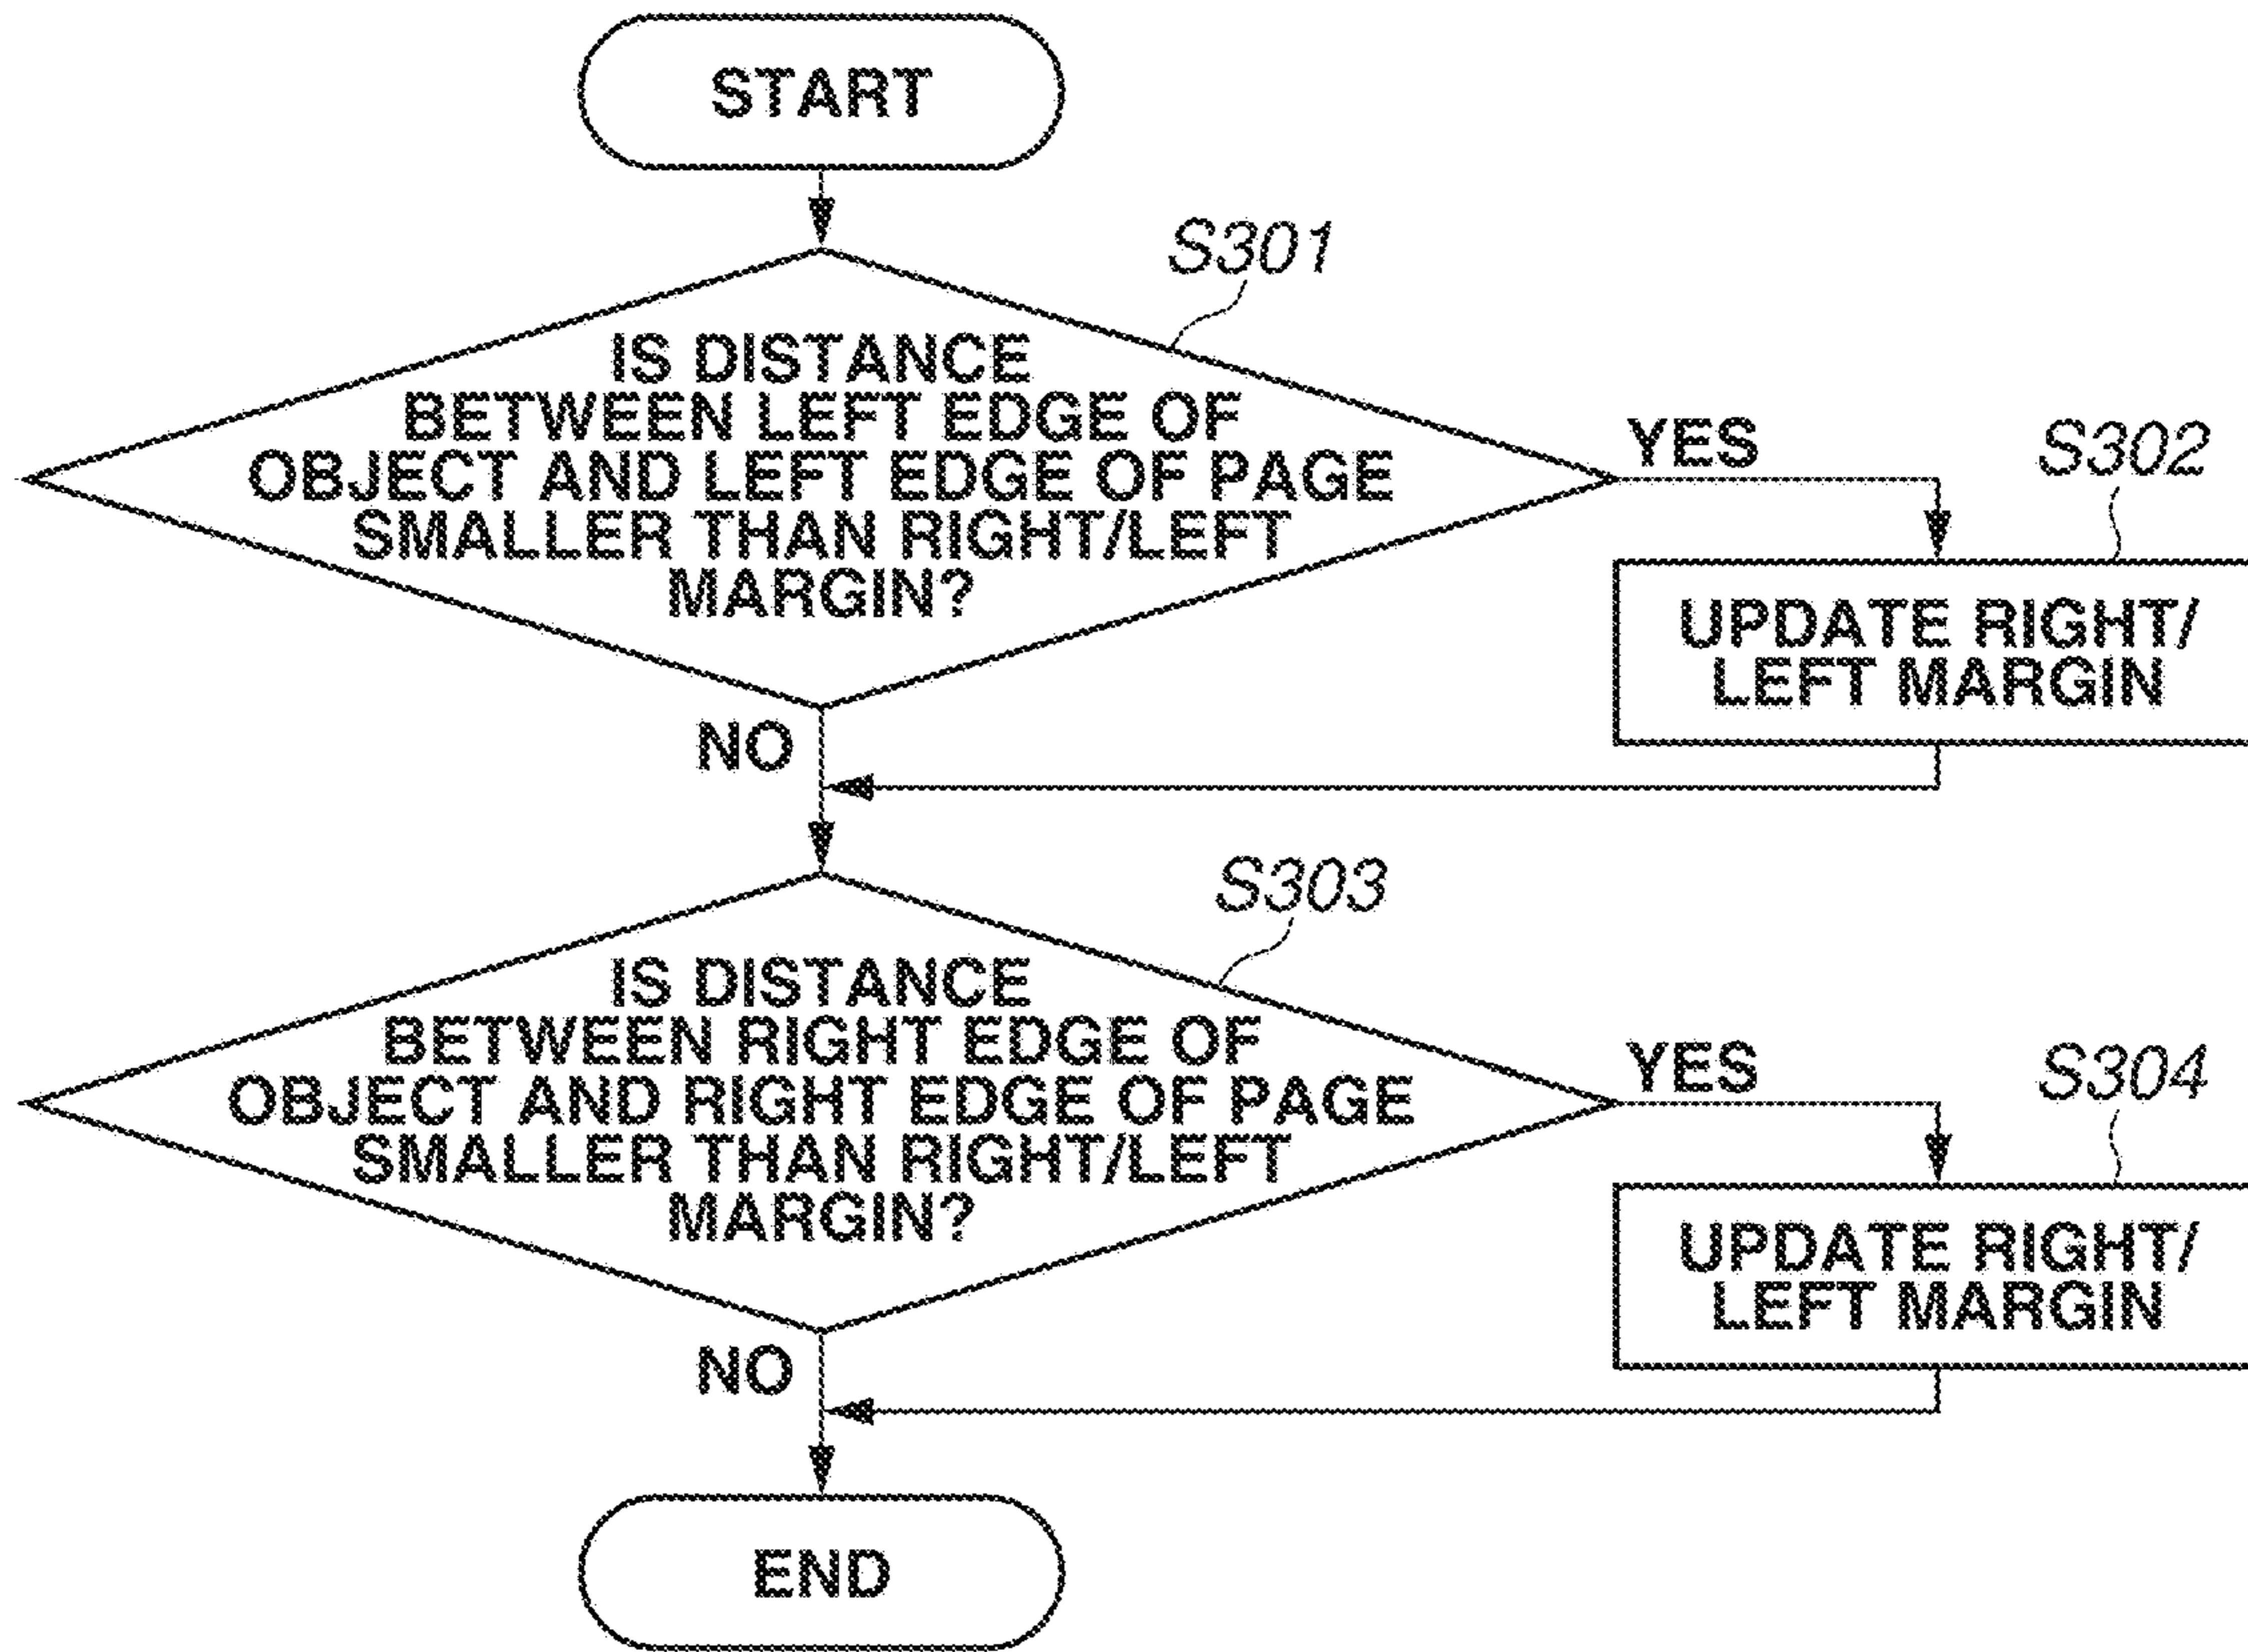 START
S301
IS DISTANCE
BETWEEN LEFT EDGE OF
OBJECT AND LEFT EDGE OF PAGE
SMALLER THAN RIGHT/LEFT
MARGIN?
YES
S302
UPDATE RIGHT/
LEFT MARGIN
NO
S303
IS DISTANCE
BETWEEN RIGHT EDGE OF
OBJECT AND RIGHT EDGE OF PAGE
SMALLER THAN RIGHT/LEFT
MARGIN?
YES
S304
UPDATE RIGHT/
LEFT MARGIN
NO
END